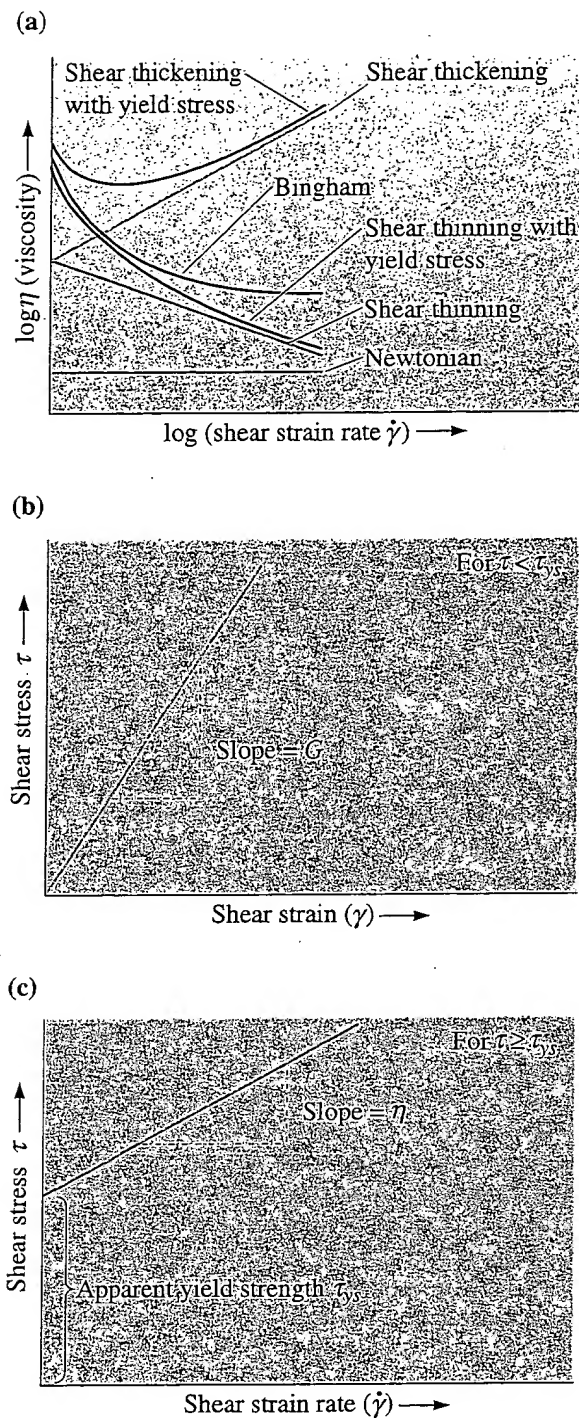 (a)
Shear thickening
with yield stress
Shear thickening
Bingham
Shear thinning with
yield stress
Shear thinning
Newtonian
logη (viscosity)
log (shear strain rate γ̇)
(b)
For τ < τys
Slope = G
Shear stress τ
Shear strain (γ)
(c)
For τ ≥ τys
Slope = η
Apparent yield strength τys
Shear stress τ
Shear strain rate (γ̇)